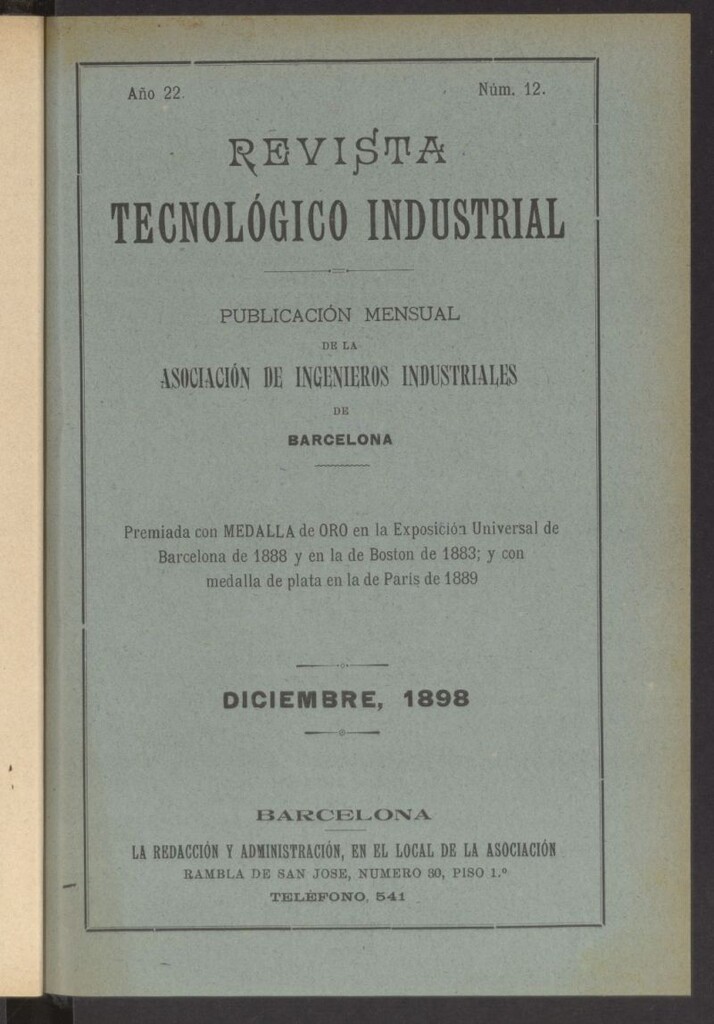 Año 22.
Núm. 12.
REVISTA
TECNOLÓGICO INDUSTRIAL
PUBLICACIÓN MENSUAL
DE LA
ASOCIACIÓN DE INGENIEROS INDUSTRIALES
DE
BARCELONA
Premiada con MEDALLA de ORO en la Exposición Universal de
Barcelona de 1888 y en la de Boston de 1883; y con
medalla de plata en la de París de 1889
DICIEMBRE, 1898
BARCELONA
LA REDACCIÓN Y ADMINISTRACIÓN, EN EL LOCAL DE LA ASOCIACIÓN
RAMBLA DE SAN JOSE, NUMERO 30, PISO 1.º
TELÉFONO, 541